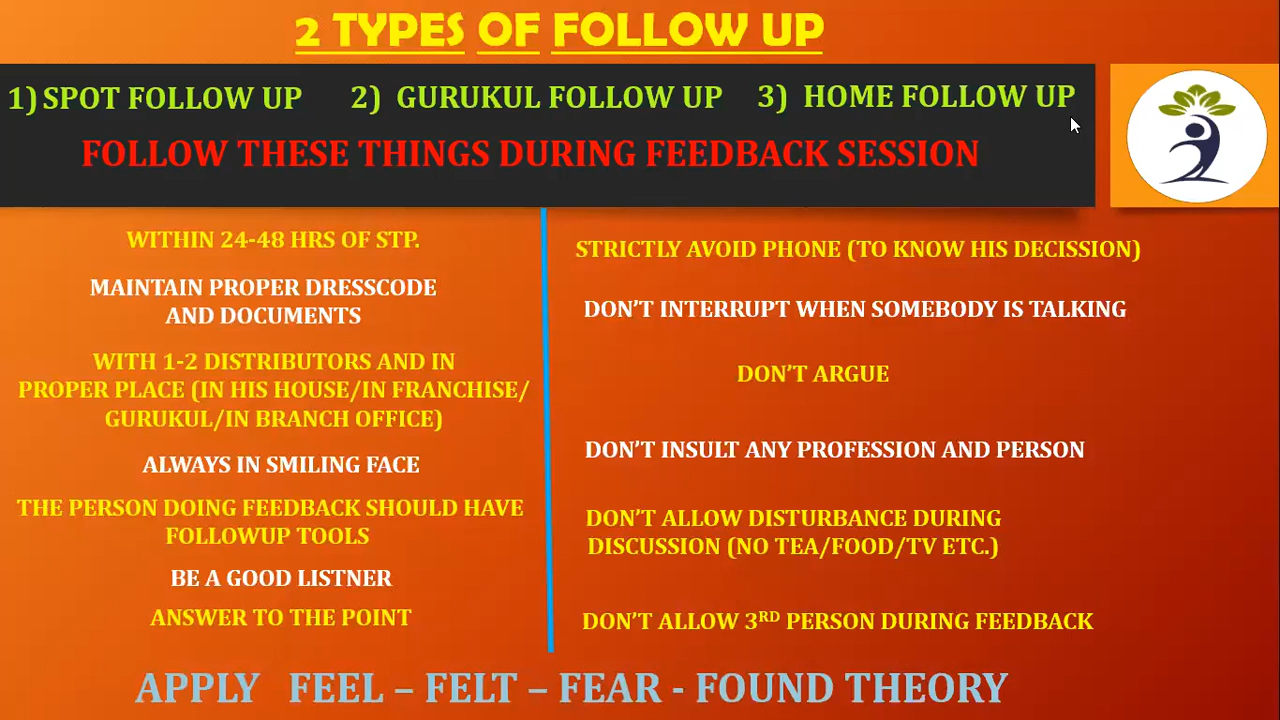 2 TYPES OF FOLLOW UP
1) SPOT FOLLOW UP 2) GURUKUL FOLLOW UP 3) HOME FOLLOW UP
FOLLOW THESE THINGS DURING FEEDBACK SESSION
WITHIN 24-48 HRS OF STP.
MAINTAIN PROPER DRESSCODE
AND DOCUMENTS
WITH 1-2 DISTRIBUTORS AND IN
PROPER PLACE (IN HIS HOUSE/IN FRANCHISE/
GURUKUL/IN BRANCH OFFICE)
ALWAYS IN SMILING FACE
THE PERSON DOING FEEDBACK SHOULD HAVE
FOLLOWUP TOOLS
BE A GOOD LISTNER
ANSWER TO THE POINT
STRICTLY AVOID PHONE (TO KNOW HIS DECISSION)
DON'T INTERRUPT WHEN SOMEBODY IS TALKING
DON'T ARGUE
DON'T INSULT ANY PROFESSION AND PERSON
DON'T ALLOW DISTURBANCE DURING
DISCUSSION (NO TEA/FOOD/TV ETC.)
DON'T ALLOW 3RD PERSON DURING FEEDBACK
APPLY FEEL – FELT – FEAR - FOUND THEORY